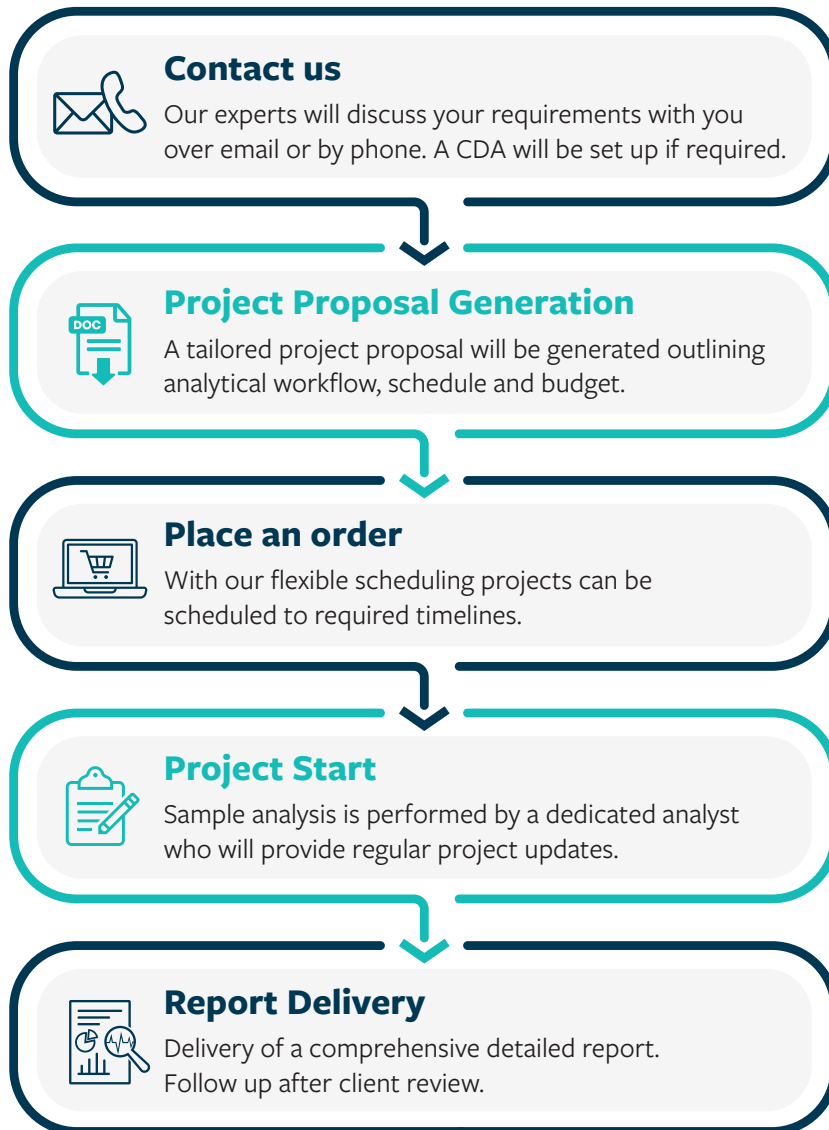 Contact us
Our experts will discuss your requirements with you
over email or by phone. A CDA will be set up if required.
Project Proposal Generation
DOC
A tailored project proposal will be generated outlining
analytical workflow, schedule and budget.
Place an order
With our flexible scheduling projects can be
scheduled to required timelines.
Project Start
Sample analysis is performed by a dedicated analyst
who will provide regular project updates.
Report Delivery
Delivery of a comprehensive detailed report.
Follow up after client review.